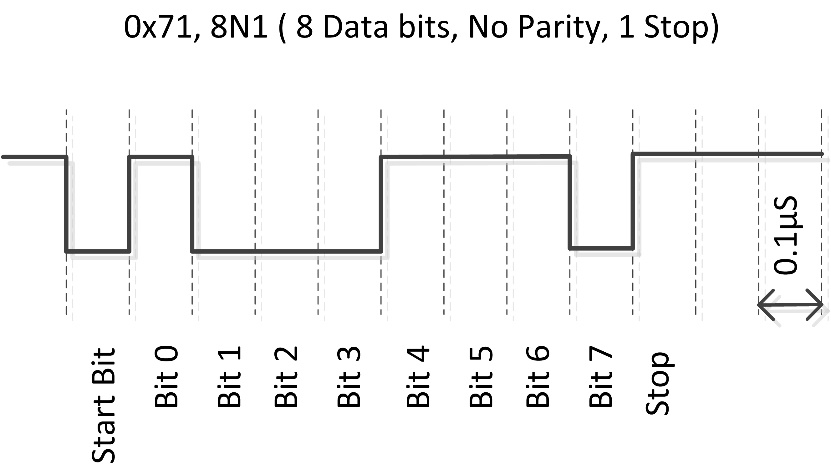 0x71, 8N1 ( 8 Data bits, No Parity, 1 Stop)
0.1µS
Start Bit
Bit 0
Bit 1
Bit 2
Bit 3
Bit 4
Bit 5
Bit 6
Bit 7
Stop